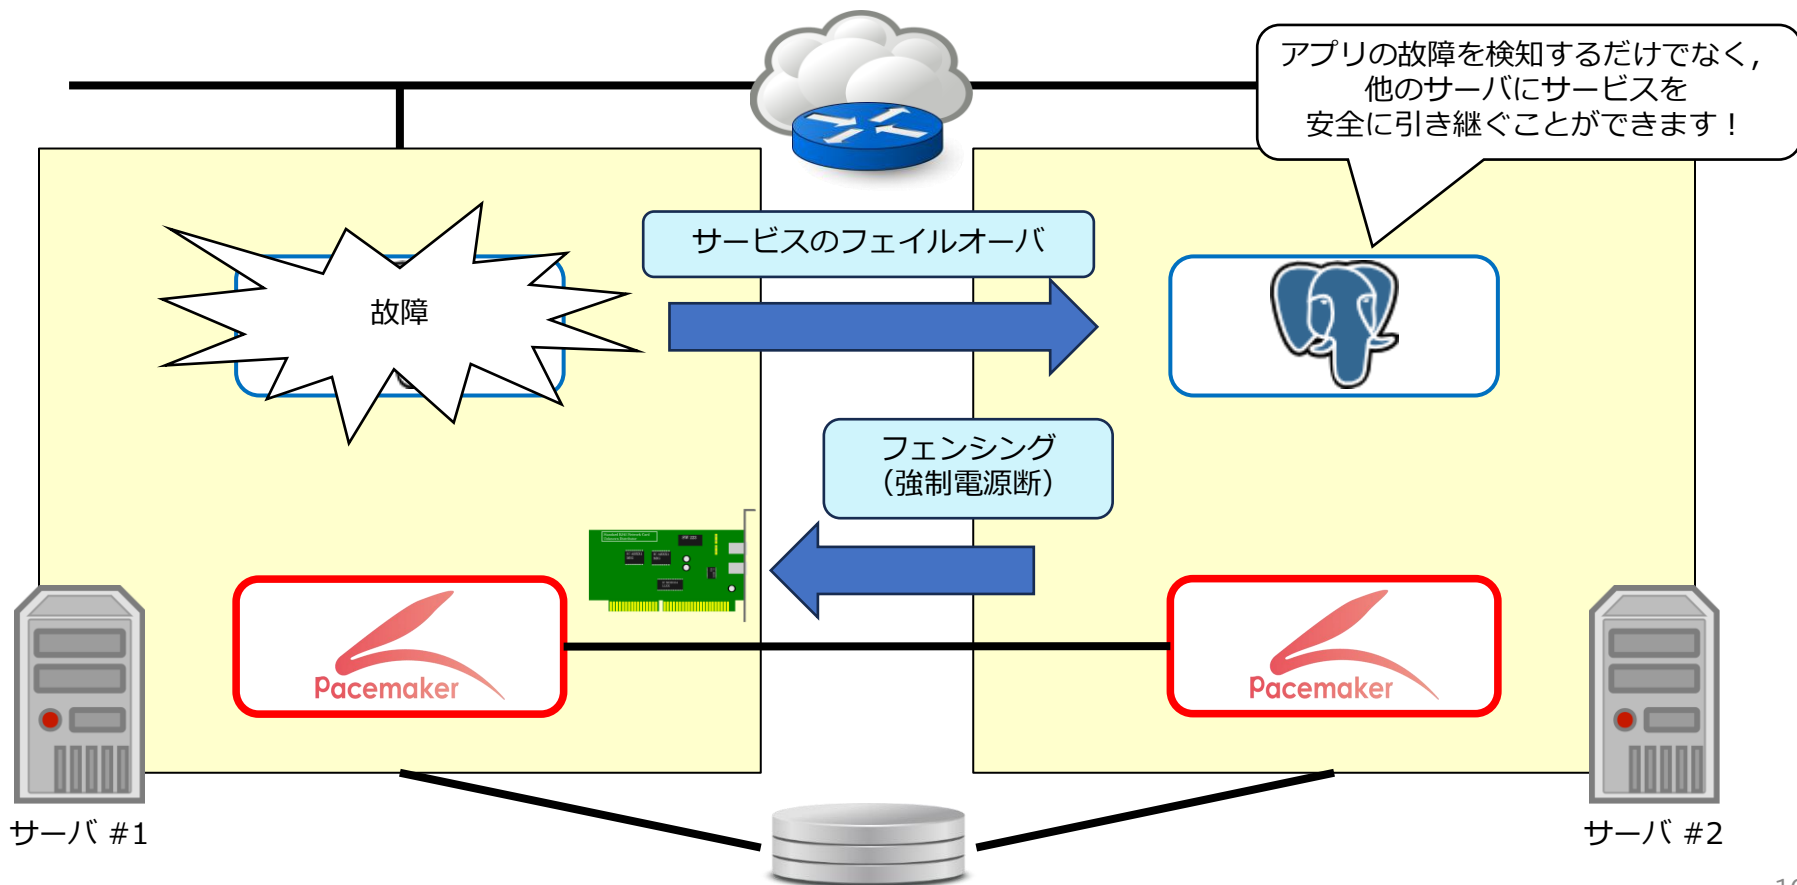 アプリの故障を検知するだけでなく,
他のサーバにサービスを
安全に引き継ぐことができます！
サービスのフェイルオーバ
故障
フェンシング
（強制電源断）
Pacemaker
Pacemaker
サーバ #1
サーバ #2